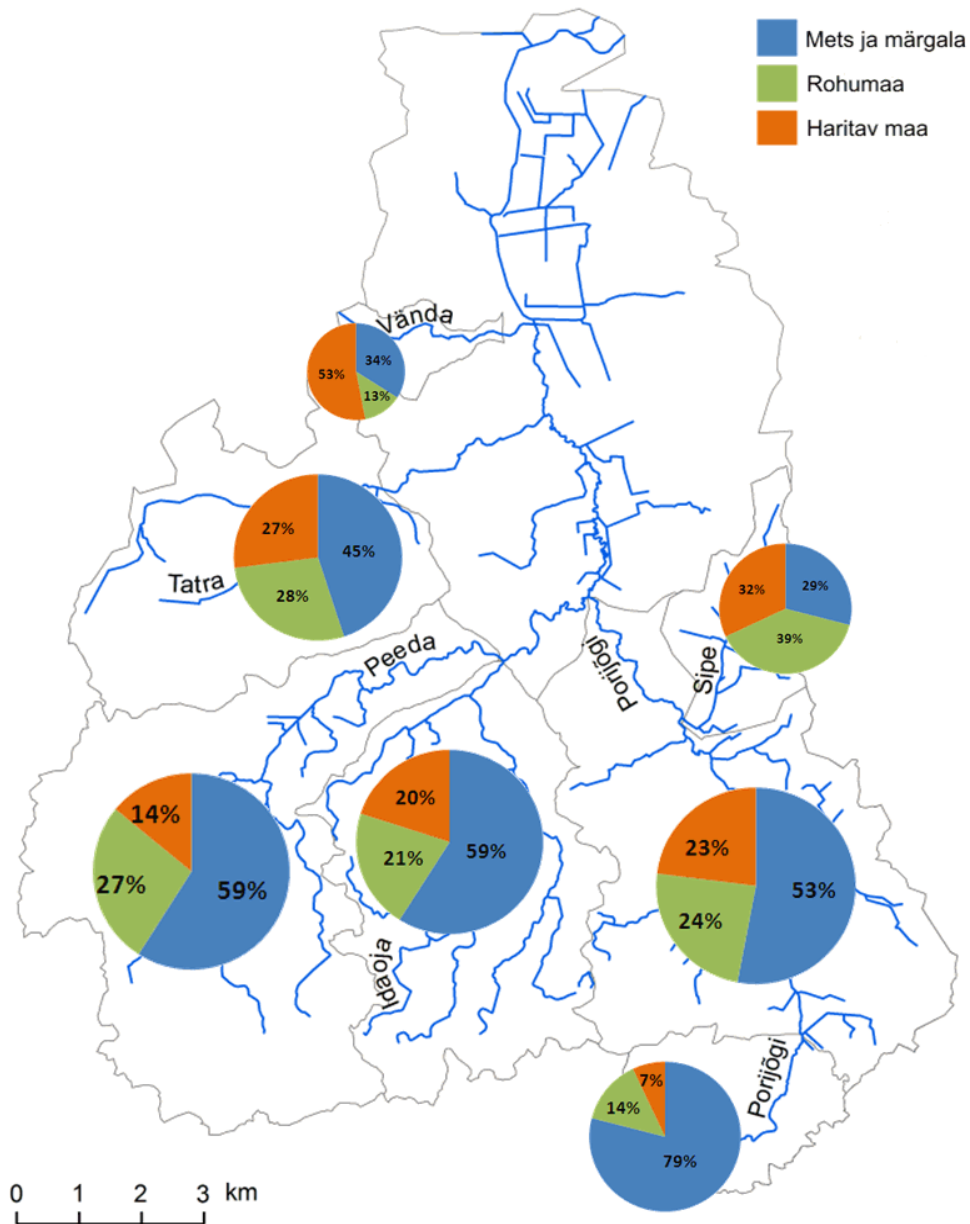 Mets ja märgala
Rohumaa
Haritav maa
Vända
34%
53%
13%
27%
45%
28%
Tatra
32%
29%
39%
Peeda
Porijõgi
Sipe
14%
27%
59%
20%
21%
59%
23%
53%
24%
Idaoja
Porijõgi
7%
14%
79%
0 1 2 3 km